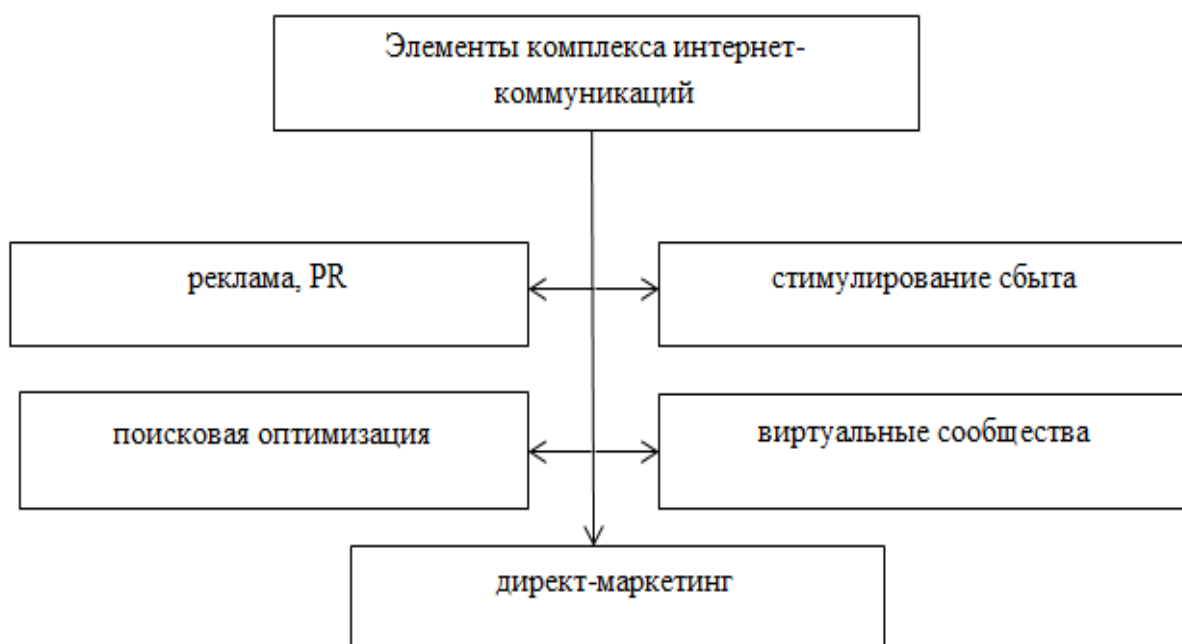 Элементы комплекса интернет-
коммуникаций
реклама, PR
стимулирование сбыта
поисковая оптимизация
виртуальные сообщества
директ-маркетинг